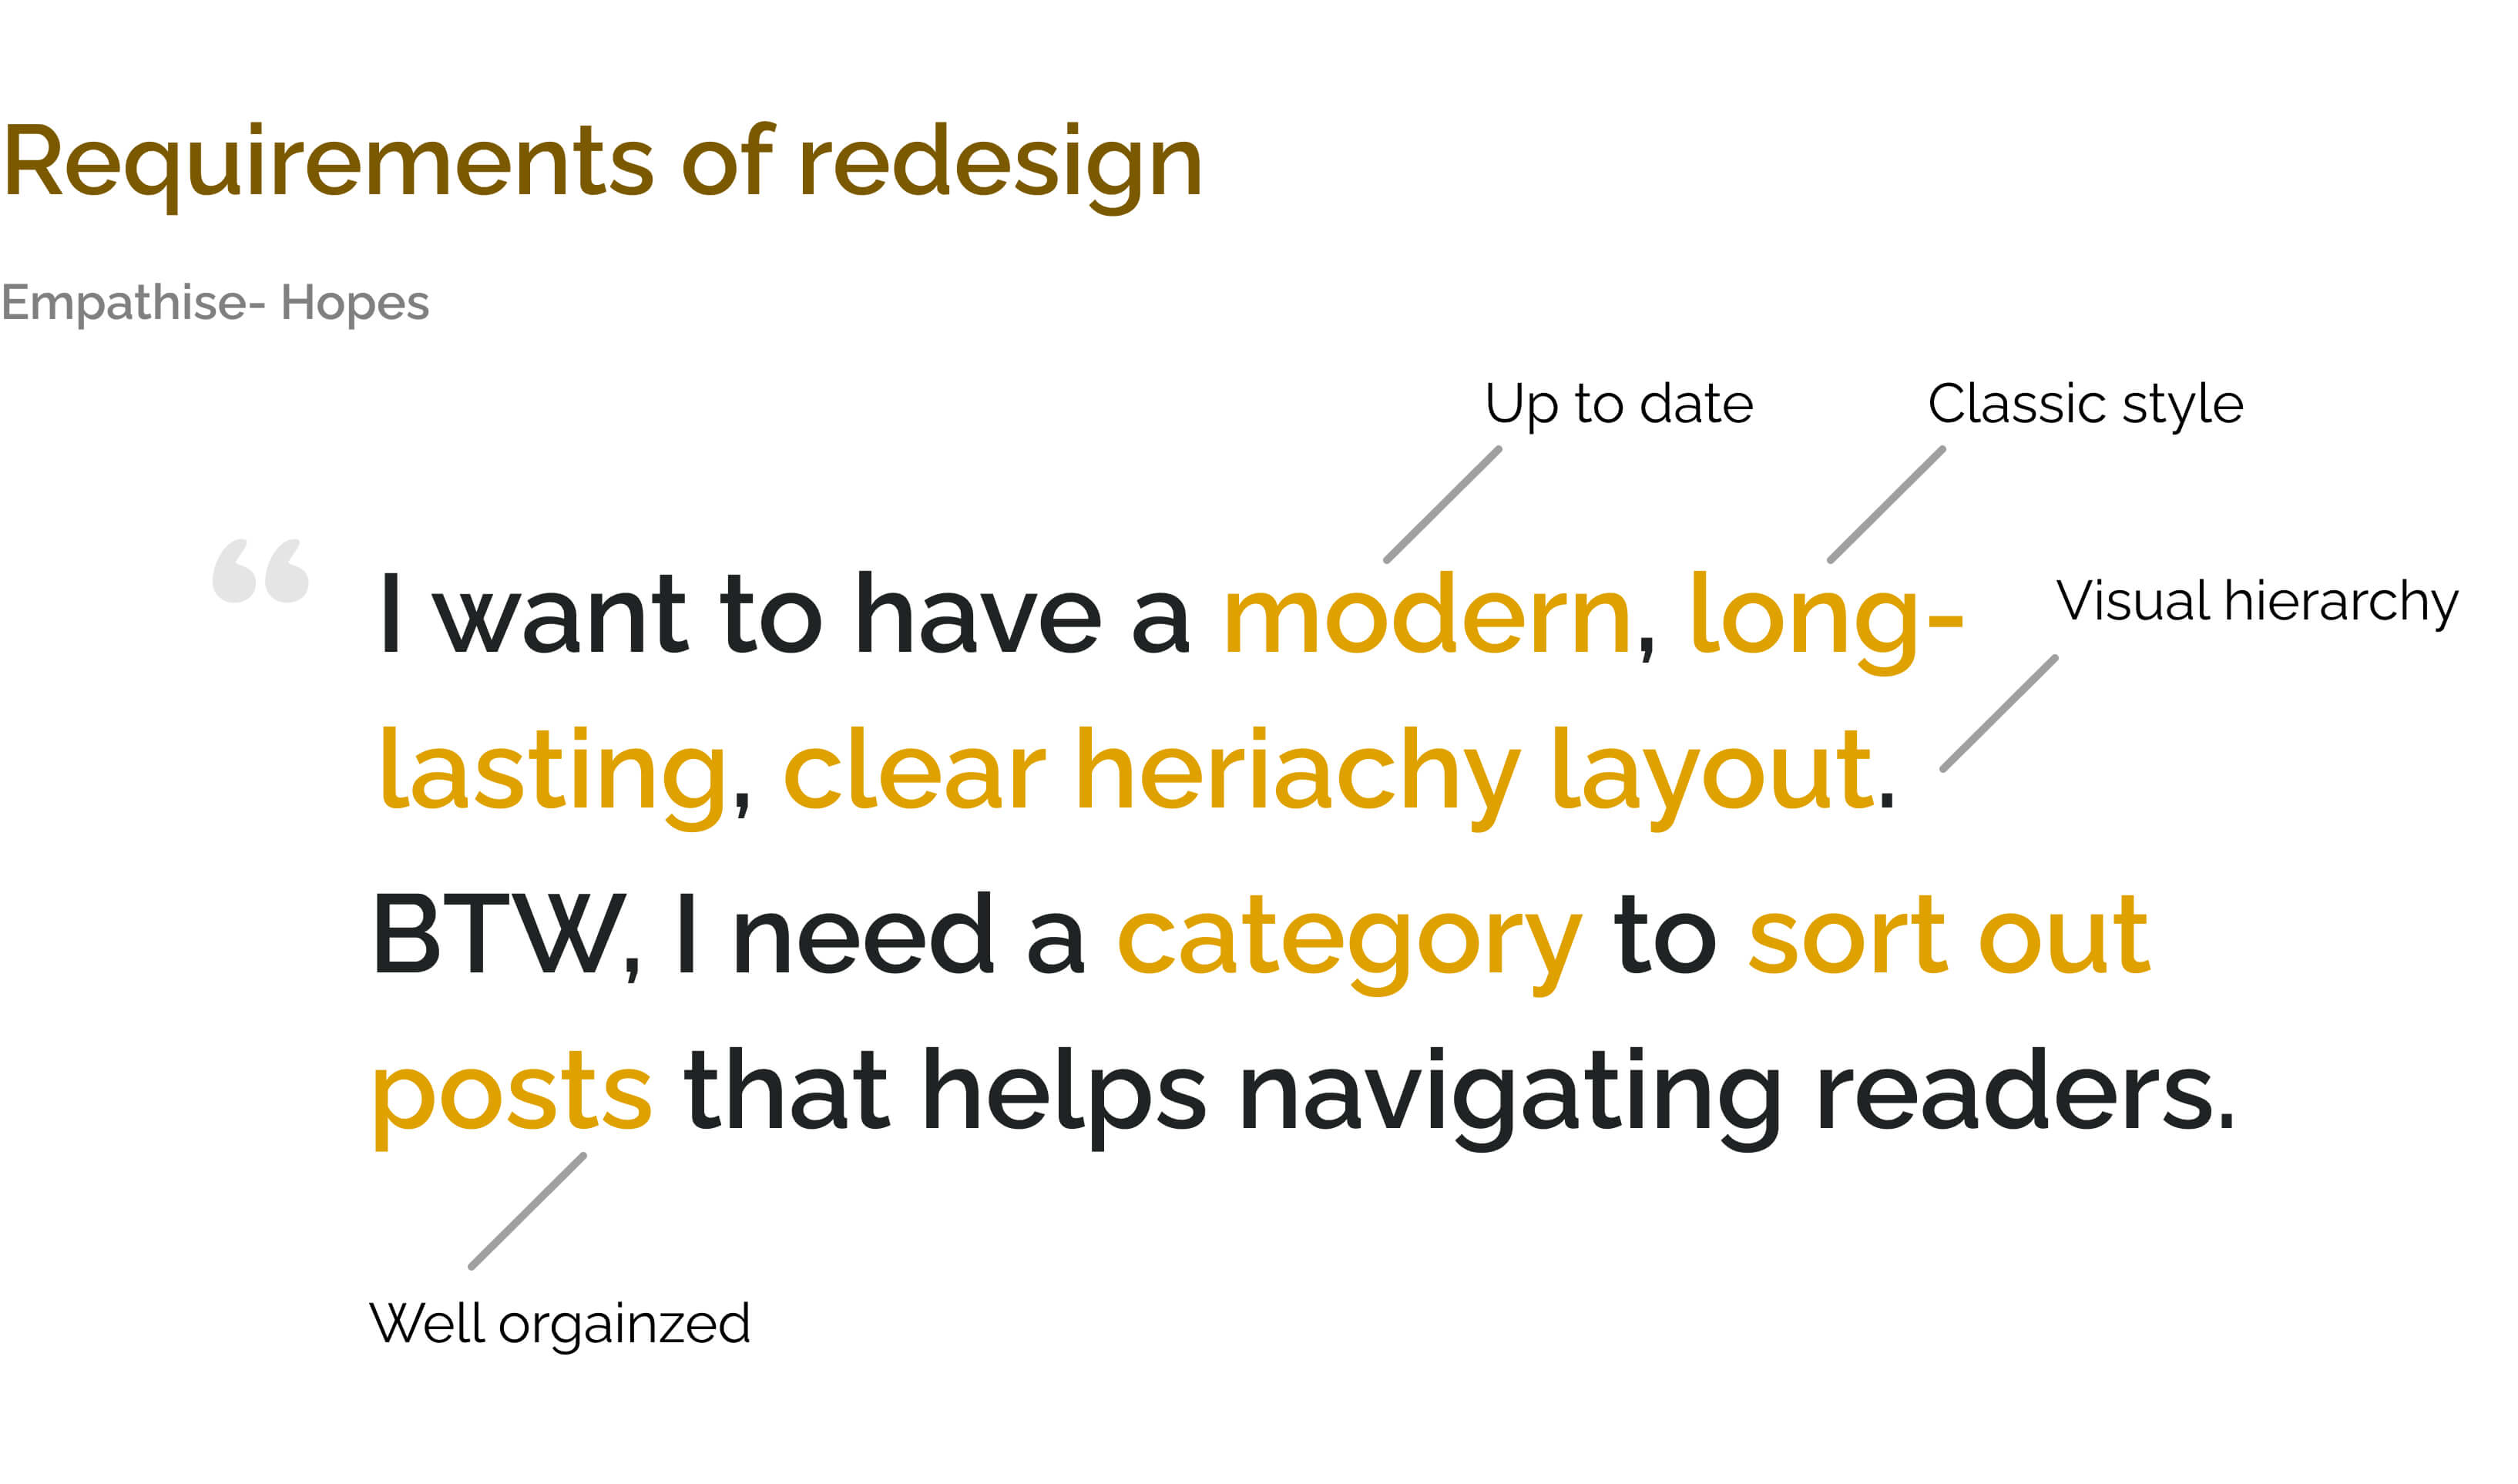 Requirements of redesign
Empathise- Hopes
Up to date
Classic style
“
I want to have a modern, long-
Visual hierarchy
lasting, clear heriachy layout.
BTW, I need a category to sort out
posts that helps navigating readers.
Well orgainzed